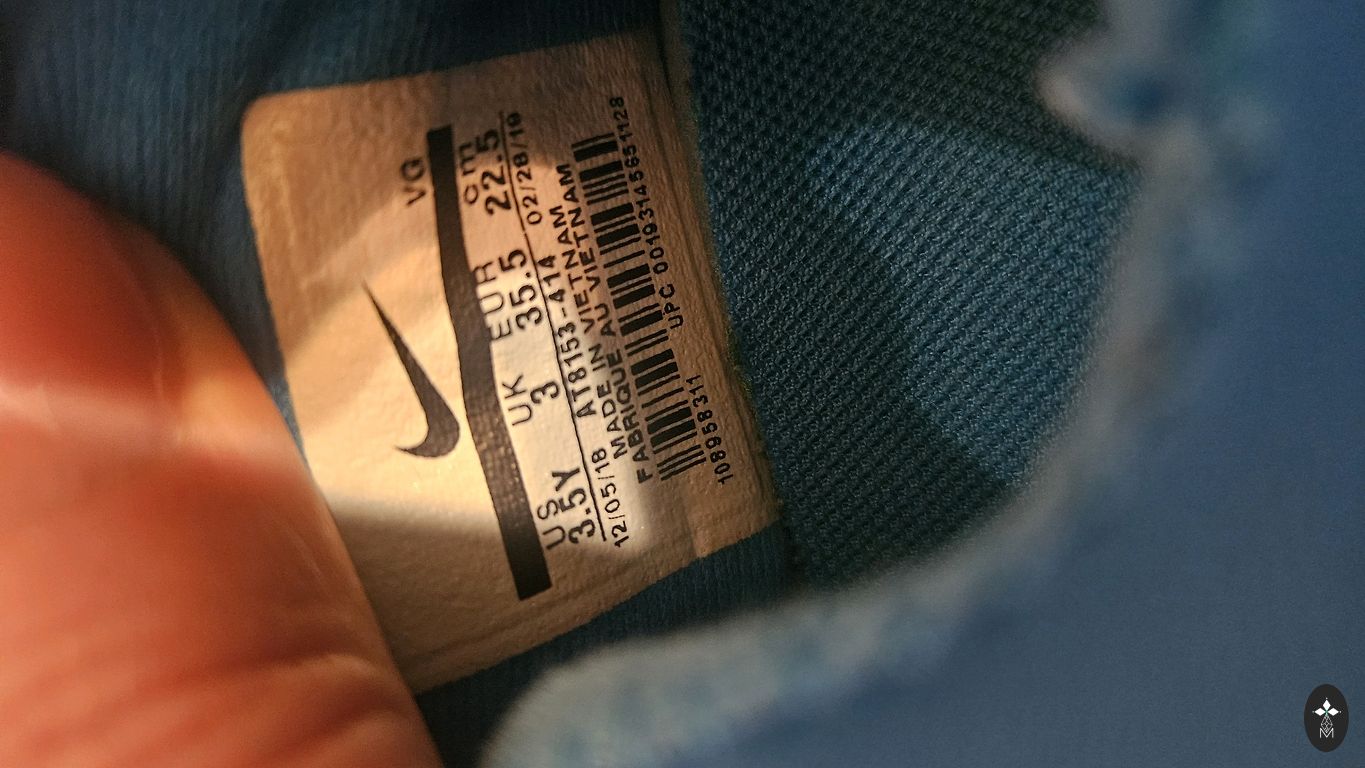 VG
US UK EUR cm
3.5Y 3 35.5 22.5
12/05/18 AT8153-414 02/28/19
MADE IN VIETNAM
FABRIQUE AU VIETNAM
108958311 UPC 00193145651128
M